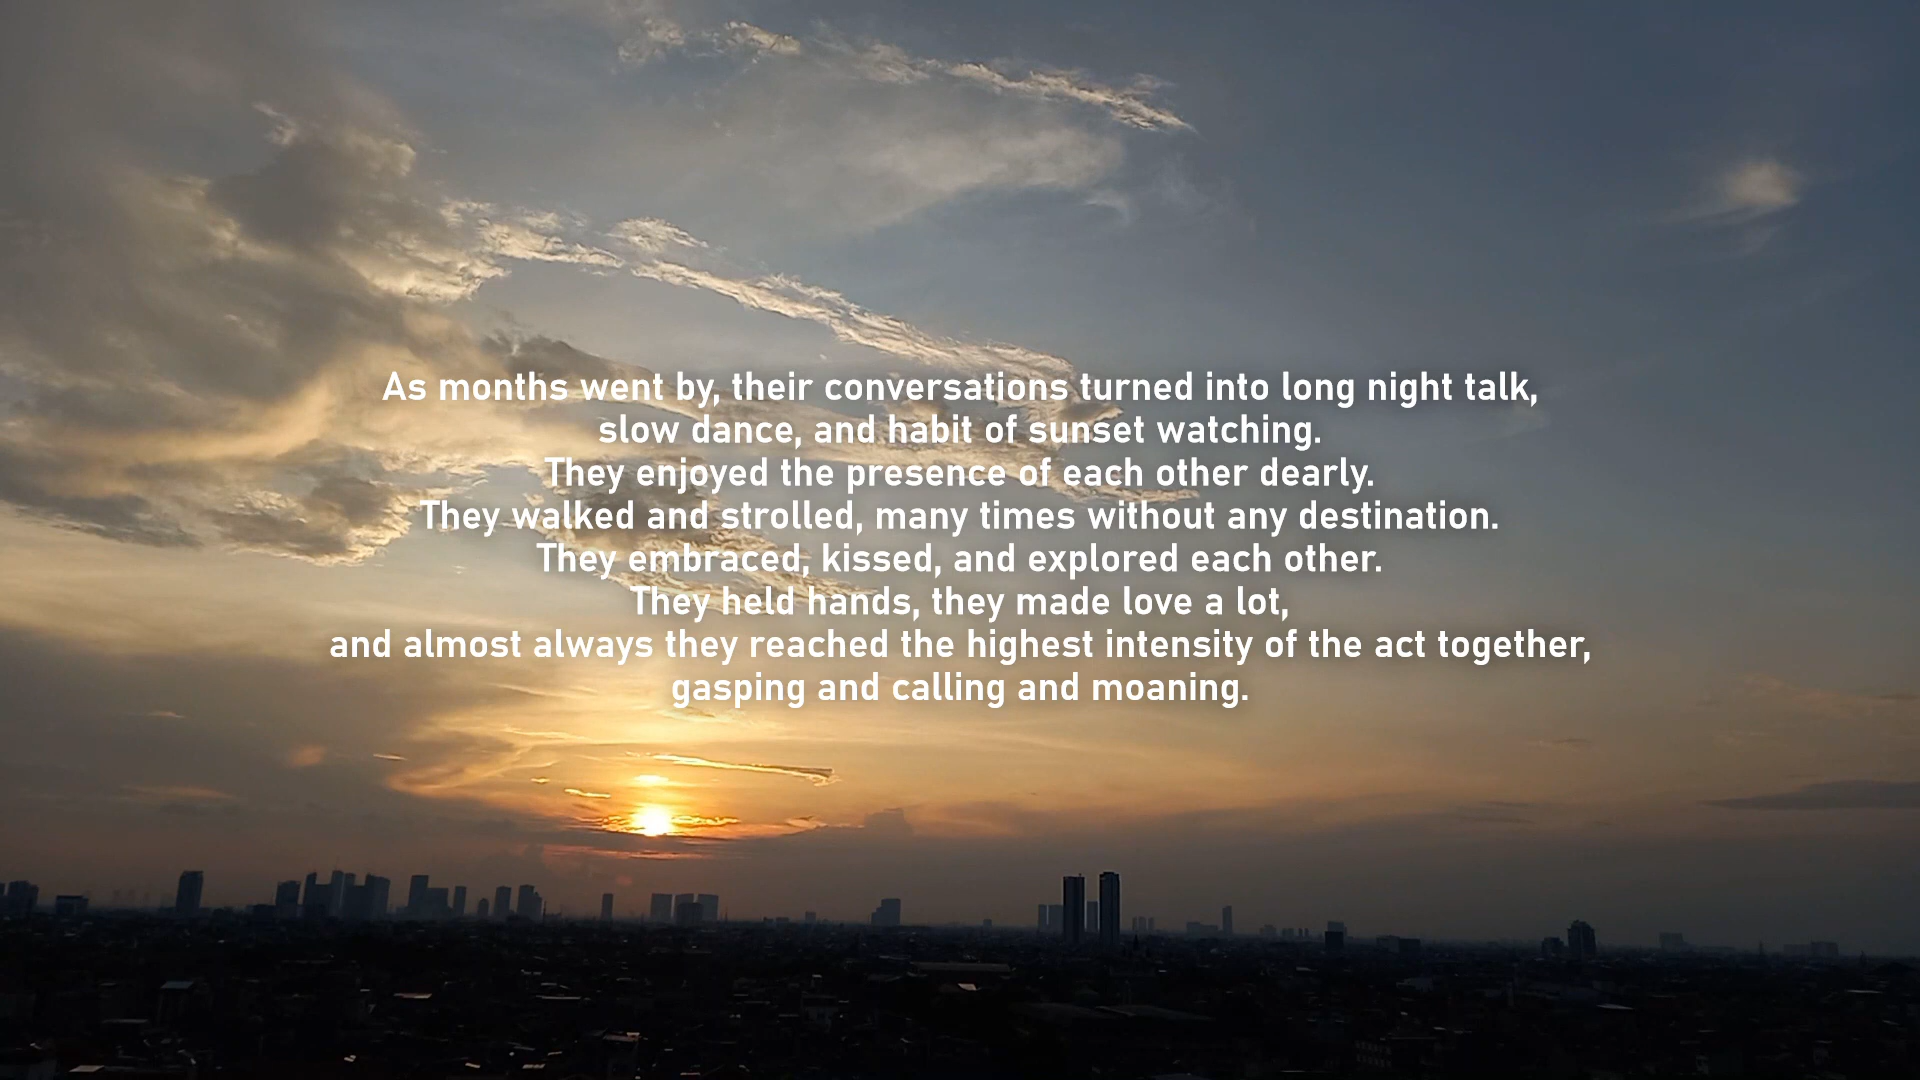 As months went by, their conversations turned into long night talk,
slow dance, and habit of sunset watching.
They enjoyed the presence of each other dearly.
They walked and strolled, many times without any destination.
They embraced, kissed, and explored each other.
They held hands, they made love a lot,
and almost always they reached the highest intensity of the act together,
gasping and calling and moaning.